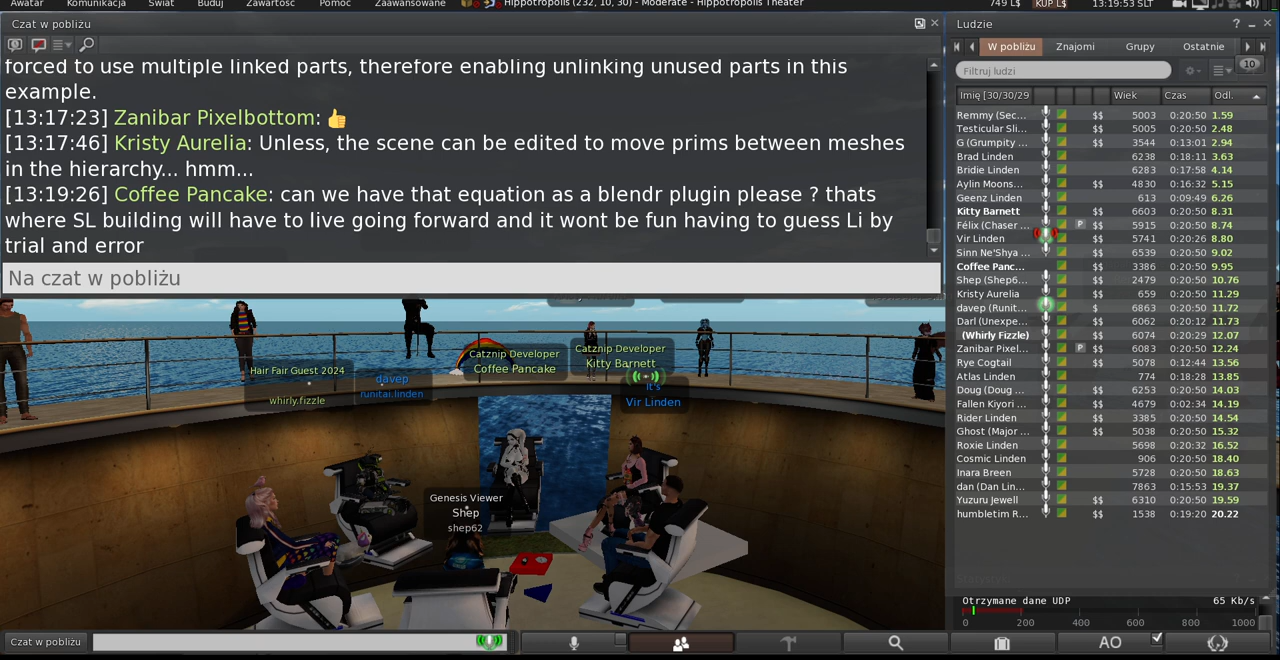 Awatar Komunikacja Świat Buduj Zawartość Pomoc Zaawansowane Hippotropolis (232, 10, 30) - Moderate - Hippotropolis Theater 749 L$ KUP L$ 13:19:53 SLT
Czat w pobliżu
forced to use multiple linked parts, therefore enabling unlinking unused parts in this
example.
[13:17:23] Zanibar Pixelbottom: 👍
[13:17:46] Kristy Aurelia: Unless, the scene can be edited to move prims between meshes
in the hierarchy... hmm...
[13:19:26] Coffee Pancake: can we have that equation as a blendr plugin please ? thats
where SL building will have to live going forward and it wont be fun having to guess Li by
trial and error
Na czat w pobliżu
Hair Fair Guest 2024
whirly.fizzle
davep
runitai.linden
Catznip Developer
Coffee Pancake
Catznip Developer
Kitty Barnett
It's
Vir Linden
Genesis Viewer
Shep
shep62
Czat w pobliżu
AO
Ludzie
W pobliżu Znajomi Grupy Ostatnie
Filtruj ludzi 10
Imię [30/30/29 Wiek Czas Odl.
Remmy (Sec... $$ 5003 0:20:50 1.59
Testicular Sli... $$ 5005 0:20:50 2.48
G (Grumpity ... $$ 3544 0:13:01 2.94
Brad Linden 6238 0:18:11 3.63
Bridie Linden 6283 0:17:58 4.14
Aylin Moons... $$ 4830 0:16:32 5.15
Geenz Linden 613 0:09:49 6.26
Kitty Barnett $$ 6603 0:20:50 8.31
Félix (Chaser ... P $$ 5915 0:20:50 8.74
Vir Linden $$ 5741 0:20:26 8.80
Sinn Ne'Shya ... $$ 6539 0:20:50 9.02
Coffee Panc... $$ 3386 0:20:50 9.95
Shep (Shep6... $$ 2479 0:20:50 10.76
Kristy Aurelia $$ 659 0:20:50 11.29
davep (Runit... $ 6863 0:20:50 11.72
Darl (Unexpe... $$ 6062 0:20:12 11.73
(Whirly Fizzle) $$ 6074 0:20:29 12.07
Zanibar Pixel... P $$ 6083 0:20:50 12.24
Rye Cogtail $$ 5078 0:12:44 13.56
Atlas Linden 774 0:18:28 13.85
Doug (Doug ... $$ 6253 0:20:50 14.03
Fallen Kiyori ... $$ 4679 0:02:34 14.19
Rider Linden $$ 3385 0:20:50 14.54
Ghost (Major ... $$ 5038 0:20:50 15.32
Roxie Linden 5698 0:20:32 16.52
Cosmic Linden 906 0:20:50 18.40
Inara Breen 5728 0:20:50 18.63
dan (Dan Lin... 7863 0:15:53 19.37
Yuzuru Jewell $$ 6310 0:20:50 19.59
humbletim R... $$ 1538 0:19:20 20.22
Otrzymane dane UDP 65 Kb/s
0 200 400 600 800 1000